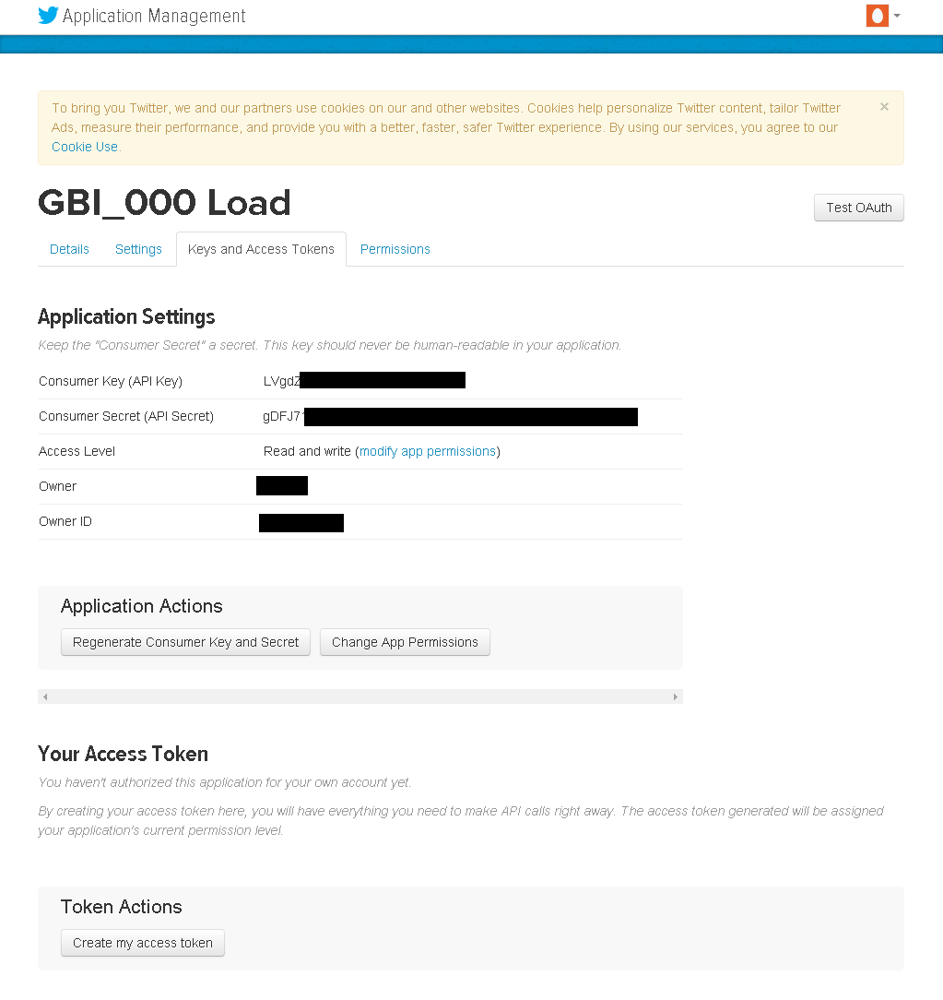 Application Management
To bring you Twitter, we and our partners use cookies on our and other websites. Cookies help personalize Twitter content, tailor Twitter
Ads, measure their performance, and provide you with a better, faster, safer Twitter experience. By using our services, you agree to our
Cookie Use.
×
GBI_000 Load
Test OAuth
Details Settings Keys and Access Tokens Permissions
Application Settings
Keep the "Consumer Secret" a secret. This key should never be human-readable in your application.
Consumer Key (API Key) LVgdZ
Consumer Secret (API Secret) gDFJ71
Access Level Read and write (modify app permissions)
Owner
Owner ID
Application Actions
Regenerate Consumer Key and Secret Change App Permissions
Your Access Token
You haven't authorized this application for your own account yet.
By creating your access token here, you will have everything you need to make API calls right away. The access token generated will be assigned
your application's current permission level.
Token Actions
Create my access token